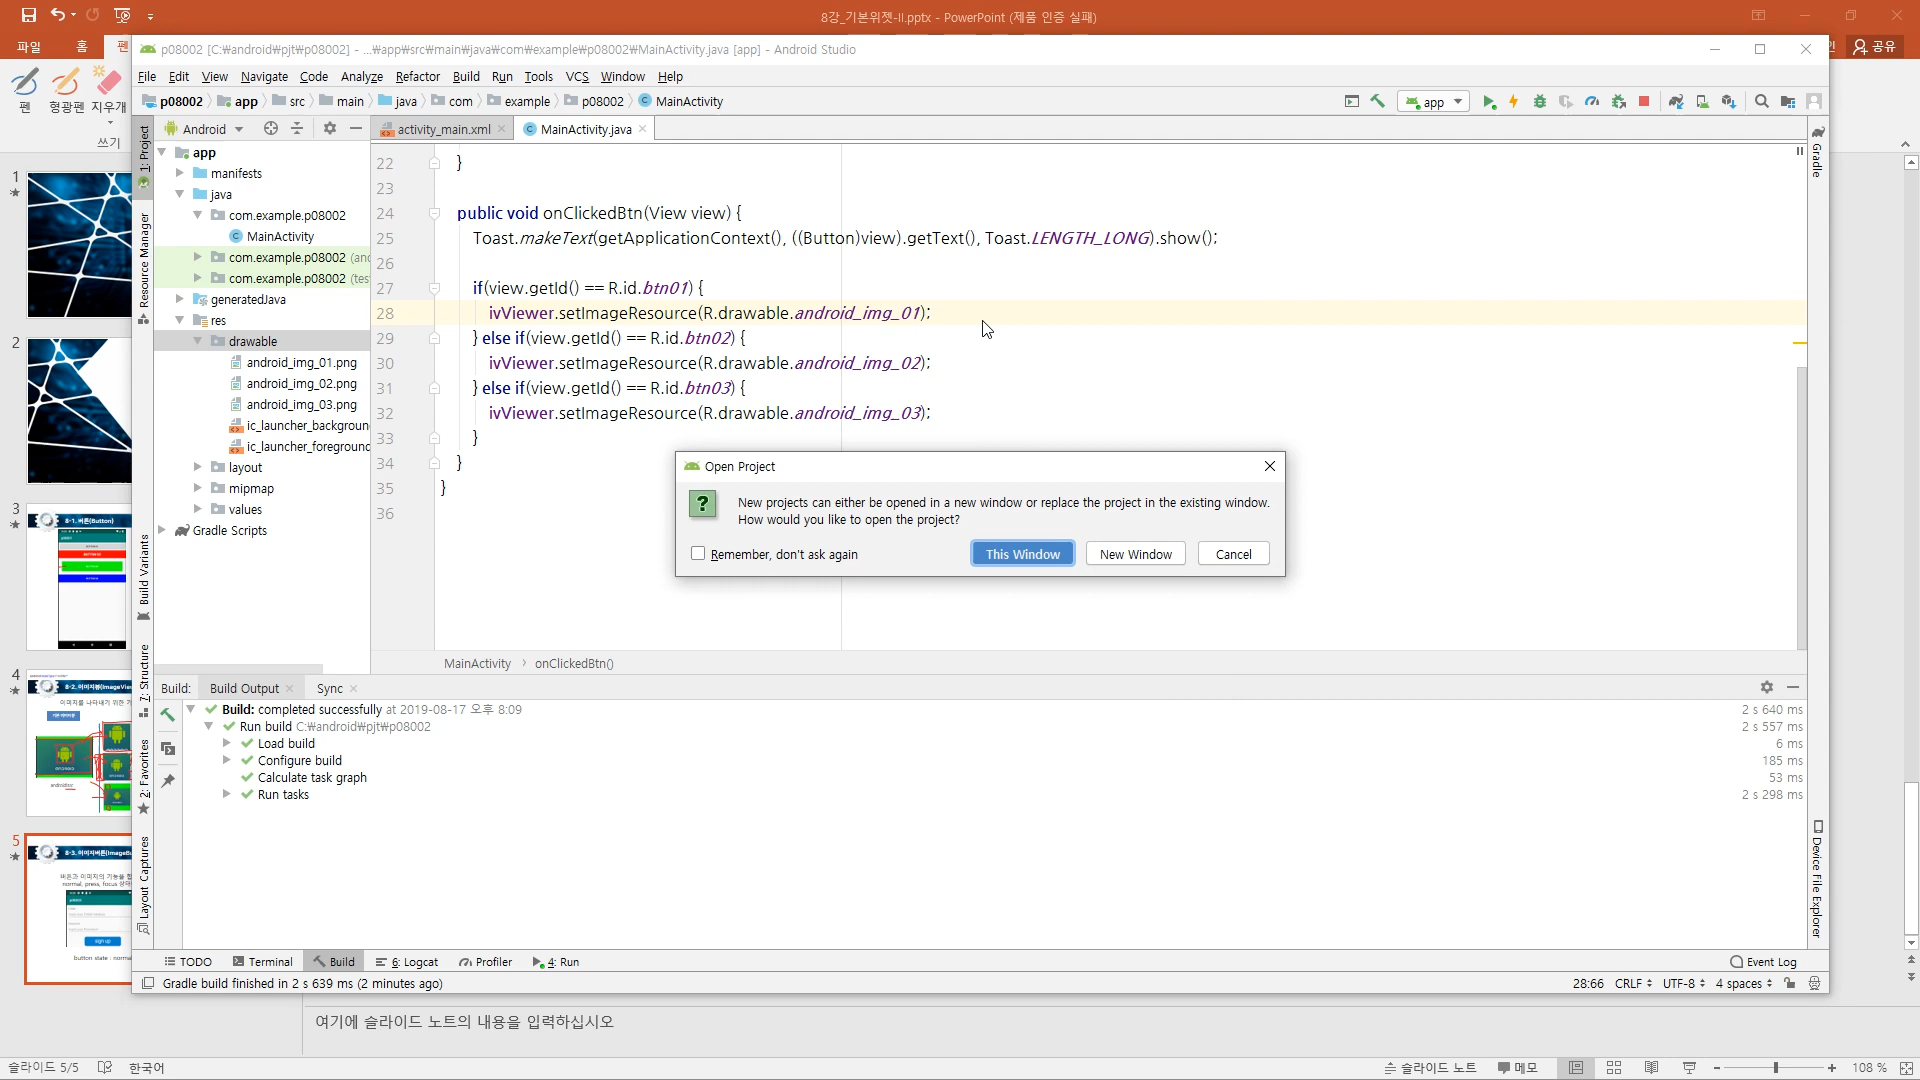 8강_기본위젯-II.pptx - PowerPoint (제품 인증 실패)
파일
홈
공유
펜
형광펜
지우개
쓰기
p08002 [C:₩android₩pjt₩p08002] - ...₩app₩src₩main₩java₩com₩example₩p08002₩MainActivity.java [app] - Android Studio
File Edit View Navigate Code Analyze Refactor Build Run Tools VCS Window Help
p08002 app src main java com example p08002 MainActivity
app
Android
activity_main.xml
MainActivity.java
1: Project
Resource Manager
Build Variants
7: Structure
2: Favorites
Layout Captures
Gradle
Device File Explorer
app
manifests
java
com.example.p08002
MainActivity
com.example.p08002 (and
com.example.p08002 (tes
generatedJava
res
drawable
android_img_01.png
android_img_02.png
android_img_03.png
ic_launcher_backgroun
ic_launcher_foreground
layout
mipmap
values
Gradle Scripts
22 }
23
24 public void onClickedBtn(View view) {
25 Toast.makeText(getApplicationContext(), ((Button)view).getText(), Toast.LENGTH_LONG).show();
26
27 if(view.getId() == R.id.btn01) {
28 ivViewer.setImageResource(R.drawable.android_img_01);
29 } else if(view.getId() == R.id.btn02) {
30 ivViewer.setImageResource(R.drawable.android_img_02);
31 } else if(view.getId() == R.id.btn03) {
32 ivViewer.setImageResource(R.drawable.android_img_03);
33 }
34 }
35 }
36
Open Project
New projects can either be opened in a new window or replace the project in the existing window.
How would you like to open the project?
Remember, don't ask again
This Window
New Window
Cancel
MainActivity › onClickedBtn()
Build:
Build Output
Sync
Build: completed successfully at 2019-08-17 오후 8:09 2 s 640 ms
Run build C:₩android₩pjt₩p08002 2 s 557 ms
Load build 6 ms
Configure build 185 ms
Calculate task graph 53 ms
Run tasks 2 s 298 ms
TODO
Terminal
Build
6: Logcat
Profiler
4: Run
Event Log
Gradle build finished in 2 s 639 ms (2 minutes ago)
28:66 CRLF UTF-8 4 spaces
1
2
3
8-1. 버튼(Button)
4
8-2. 이미지뷰(ImageVie
이미지를 나타내기 위한 기
5
8-3. 이미지버튼(ImageB
버튼과 이미지의 기능을 함
normal, press, focus 상태
sign up
button state : norma
여기에 슬라이드 노트의 내용을 입력하십시오
슬라이드 5/5
한국어
슬라이드 노트
메모
108 %